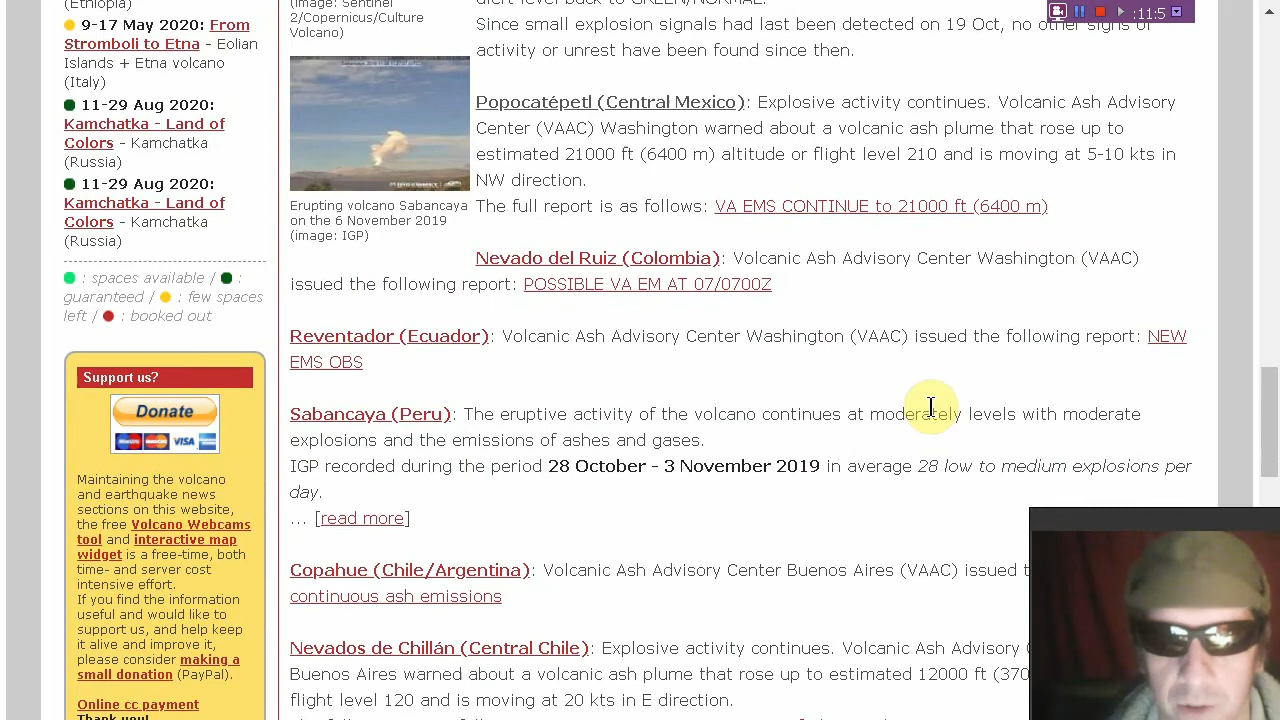 (Ethiopia)
9-17 May 2020: From
Stromboli to Etna - Eolian
Islands + Etna volcano
(Italy)
11-29 Aug 2020:
Kamchatka - Land of
Colors - Kamchatka
(Russia)
11-29 Aug 2020:
Kamchatka - Land of
Colors - Kamchatka
(Russia)
: spaces available / :
guaranteed / : few spaces
left / : booked out
Support us?
Donate
VISA
Maintaining the volcano
and earthquake news
sections on this website,
the free Volcano Webcams
tool and interactive map
widget is a free-time, both
time- and server cost
intensive effort.
If you find the information
useful and would like to
support us, and help keep
it alive and improve it,
please consider making a
small donation (PayPal).
Online cc payment
Thank you!
(image: Sentinel
2/Copernicus/Culture
Volcano)
Erupting volcano Sabancaya
on the 6 November 2019
(image: IGP)
alert level back to GREEN/NORMAL.
Since small explosion signals had last been detected on 19 Oct, no other signs of
activity or unrest have been found since then.
Popocatépetl (Central Mexico): Explosive activity continues. Volcanic Ash Advisory
Center (VAAC) Washington warned about a volcanic ash plume that rose up to
estimated 21000 ft (6400 m) altitude or flight level 210 and is moving at 5-10 kts in
NW direction.
The full report is as follows: VA EMS CONTINUE to 21000 ft (6400 m)
Nevado del Ruiz (Colombia): Volcanic Ash Advisory Center Washington (VAAC)
issued the following report: POSSIBLE VA EM AT 07/0700Z
Reventador (Ecuador): Volcanic Ash Advisory Center Washington (VAAC) issued the following report: NEW
EMS OBS
Sabancaya (Peru): The eruptive activity of the volcano continues at moderately levels with moderate
explosions and the emissions of ashes and gases.
IGP recorded during the period 28 October - 3 November 2019 in average 28 low to medium explosions per
day.
... [read more]
Copahue (Chile/Argentina): Volcanic Ash Advisory Center Buenos Aires (VAAC) issued
continuous ash emissions
Nevados de Chillán (Central Chile): Explosive activity continues. Volcanic Ash Advisory
Buenos Aires warned about a volcanic ash plume that rose up to estimated 12000 ft (370
flight level 120 and is moving at 20 kts in E direction.
:11:5